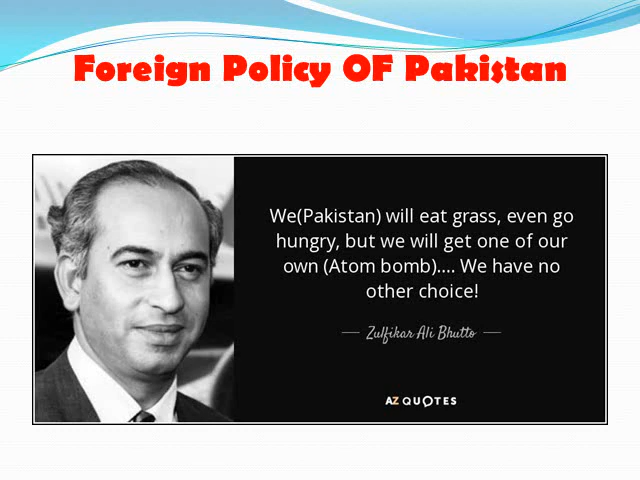 Foreign Policy OF Pakistan
We(Pakistan) will eat grass, even go
hungry, but we will get one of our
own (Atom bomb).... We have no
other choice!
Zulfikar Ali Bhutto
AZ QUOTES